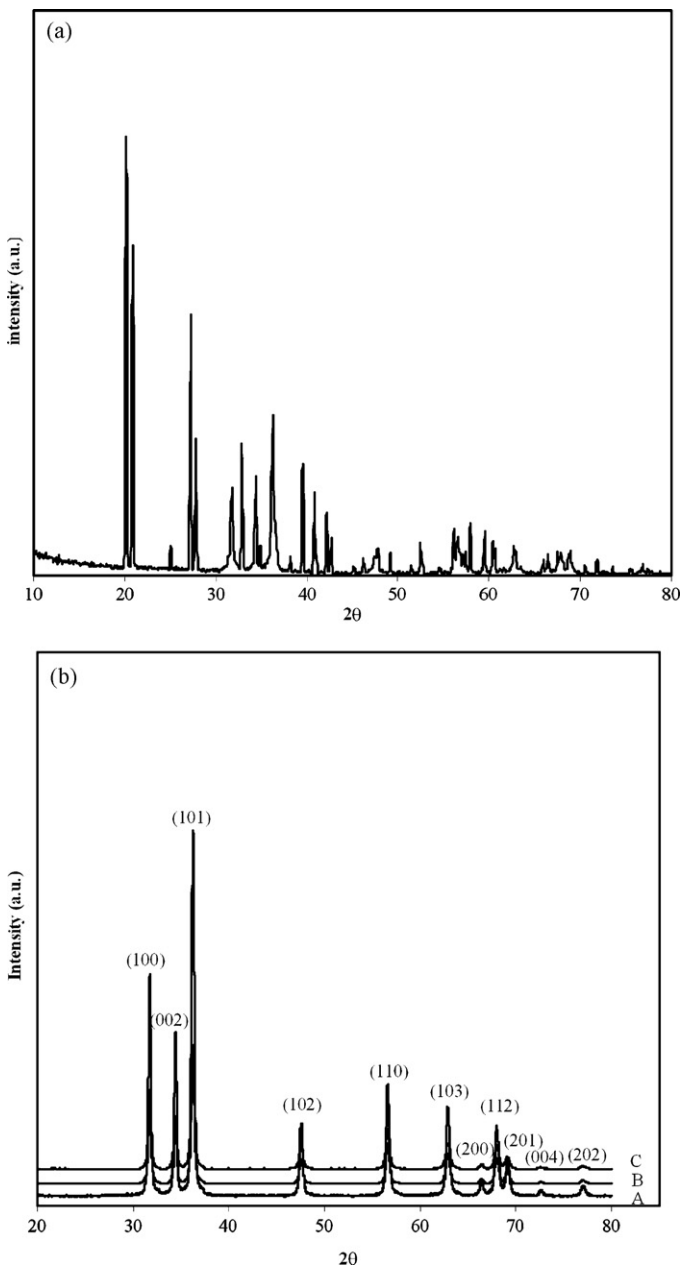 (a)
intensity (a.u.)
10 20 30 40 50 60 70 80
2θ
(b)
Intensity (a.u.)
(101)
(100)
(002)
(110)
(103)
(102)
(112)
(200)
(201)
(004)
(202)
C
B
A
20 30 40 50 60 70 80
2θ